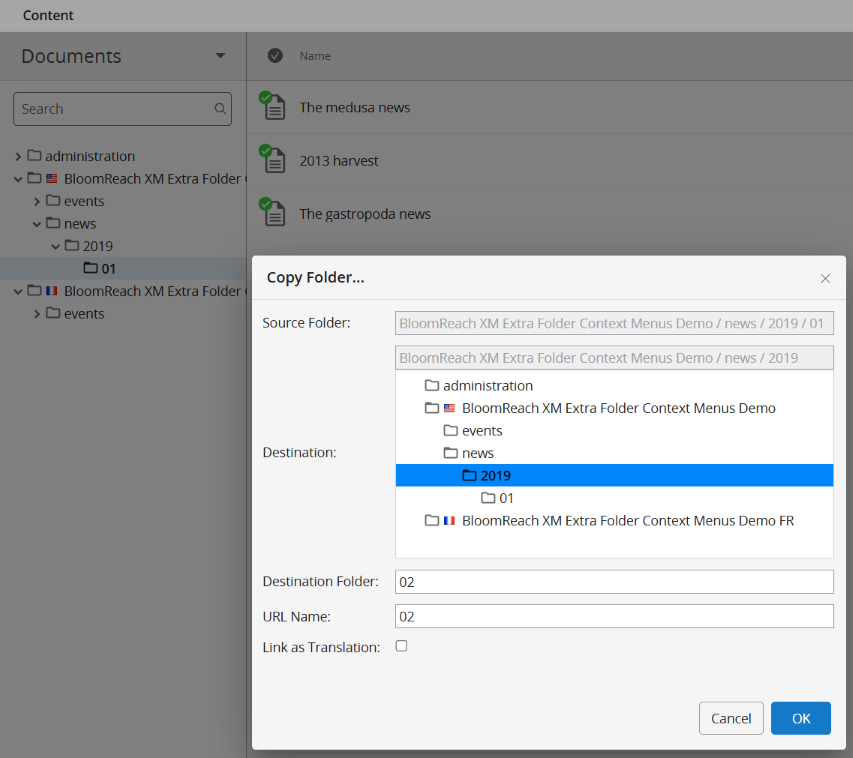 Content
Documents
Search
administration
BloomReach XM Extra Folder
events
news
2019
01
BloomReach XM Extra Folder
events
Name
The medusa news
2013 harvest
The gastropoda news
Copy Folder...
Source Folder: BloomReach XM Extra Folder Context Menus Demo / news / 2019 / 01
BloomReach XM Extra Folder Context Menus Demo / news / 2019
Destination:
administration
BloomReach XM Extra Folder Context Menus Demo
events
news
2019
01
BloomReach XM Extra Folder Context Menus Demo FR
Destination Folder: 02
URL Name: 02
Link as Translation:
Cancel OK